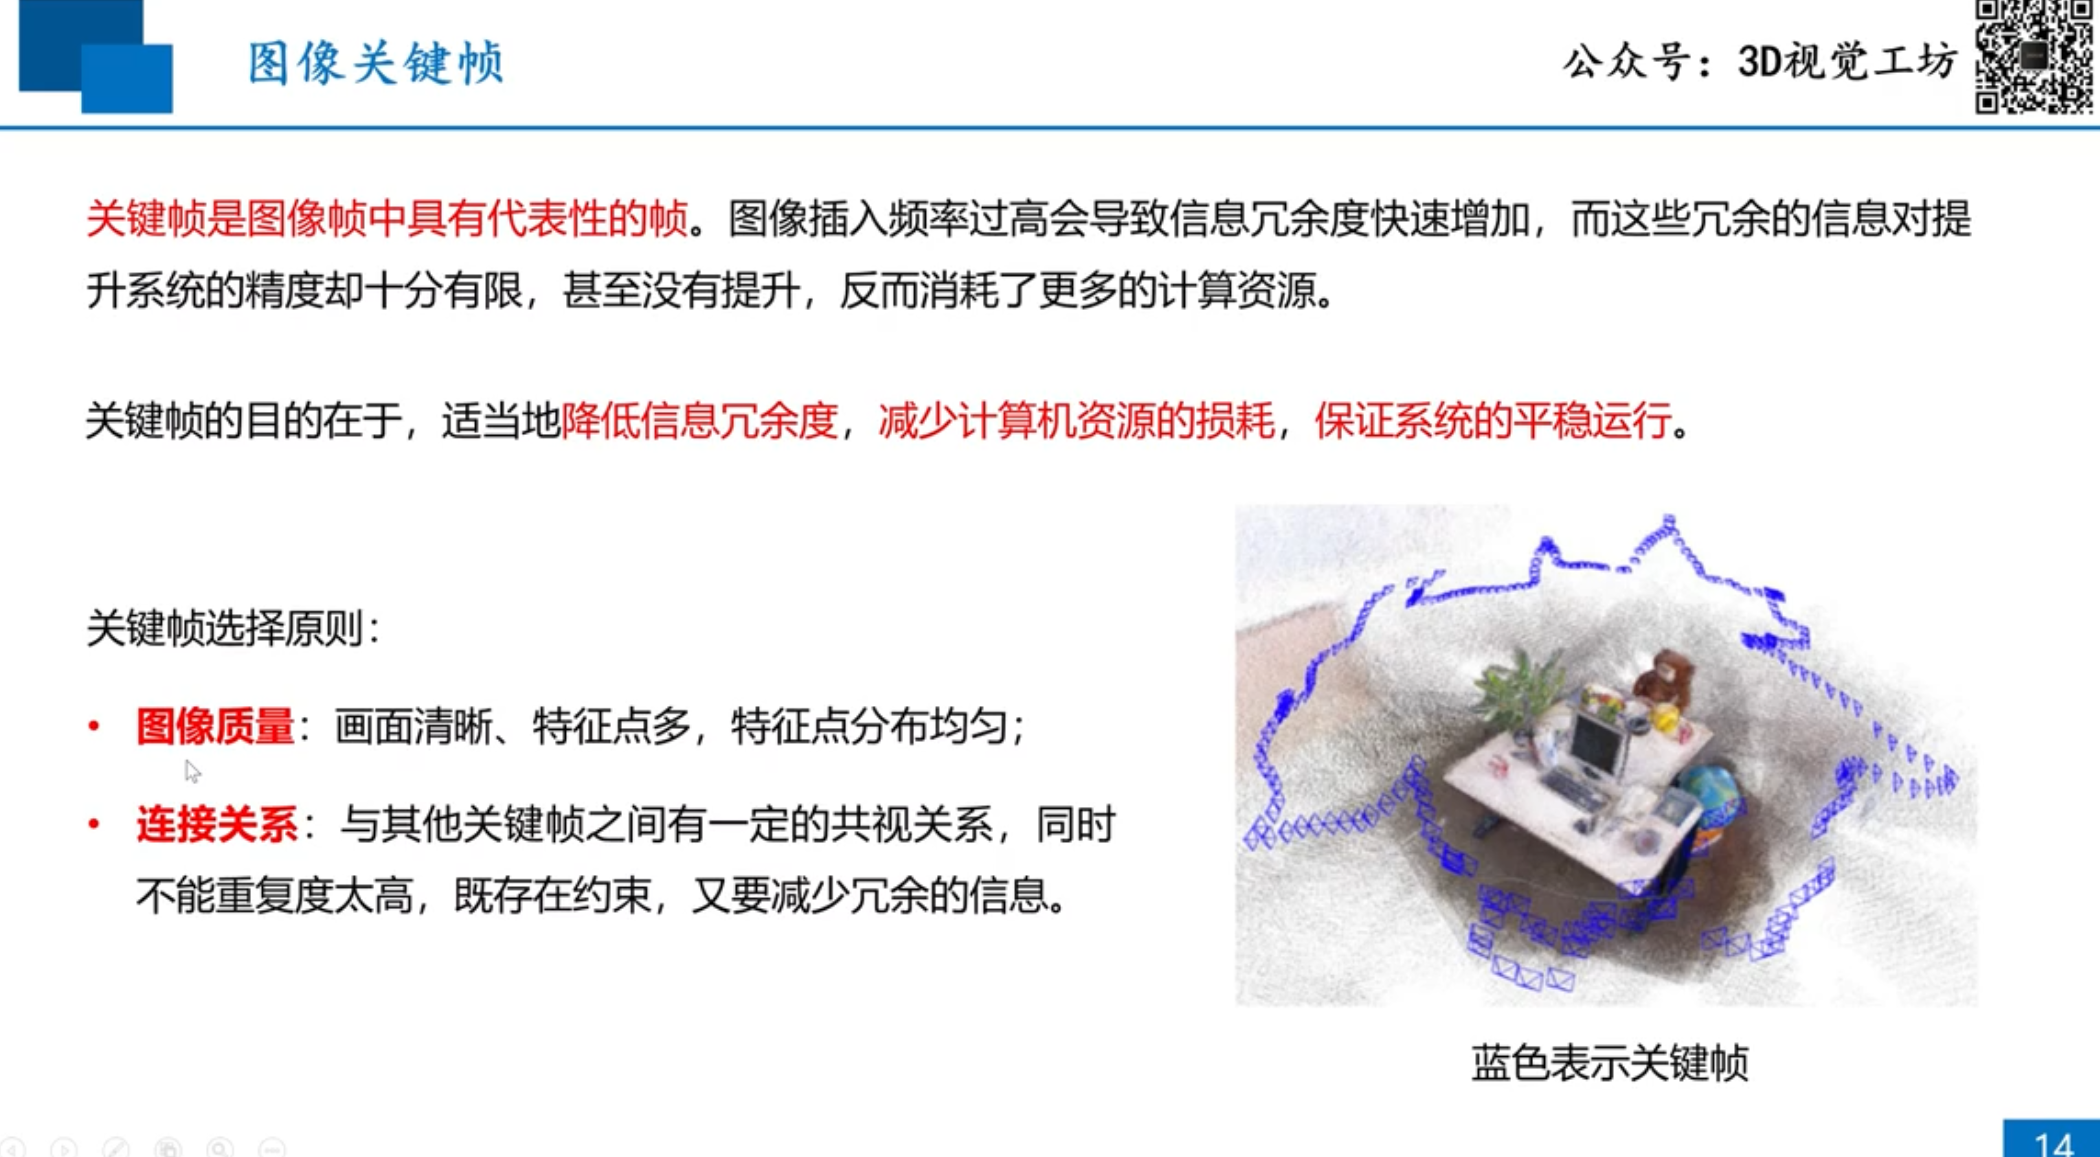 图像关键帧
公众号：3D视觉工坊
关键帧是图像帧中具有代表性的帧。图像插入频率过高会导致信息冗余度快速增加，而这些冗余的信息对提
升系统的精度却十分有限，甚至没有提升，反而消耗了更多的计算资源。
关键帧的目的在于，适当地降低信息冗余度，减少计算机资源的损耗，保证系统的平稳运行。
关键帧选择原则：
• 图像质量：画面清晰、特征点多，特征点分布均匀；
• 连接关系：与其他关键帧之间有一定的共视关系，同时
不能重复度太高，既存在约束，又要减少冗余的信息。
蓝色表示关键帧
14